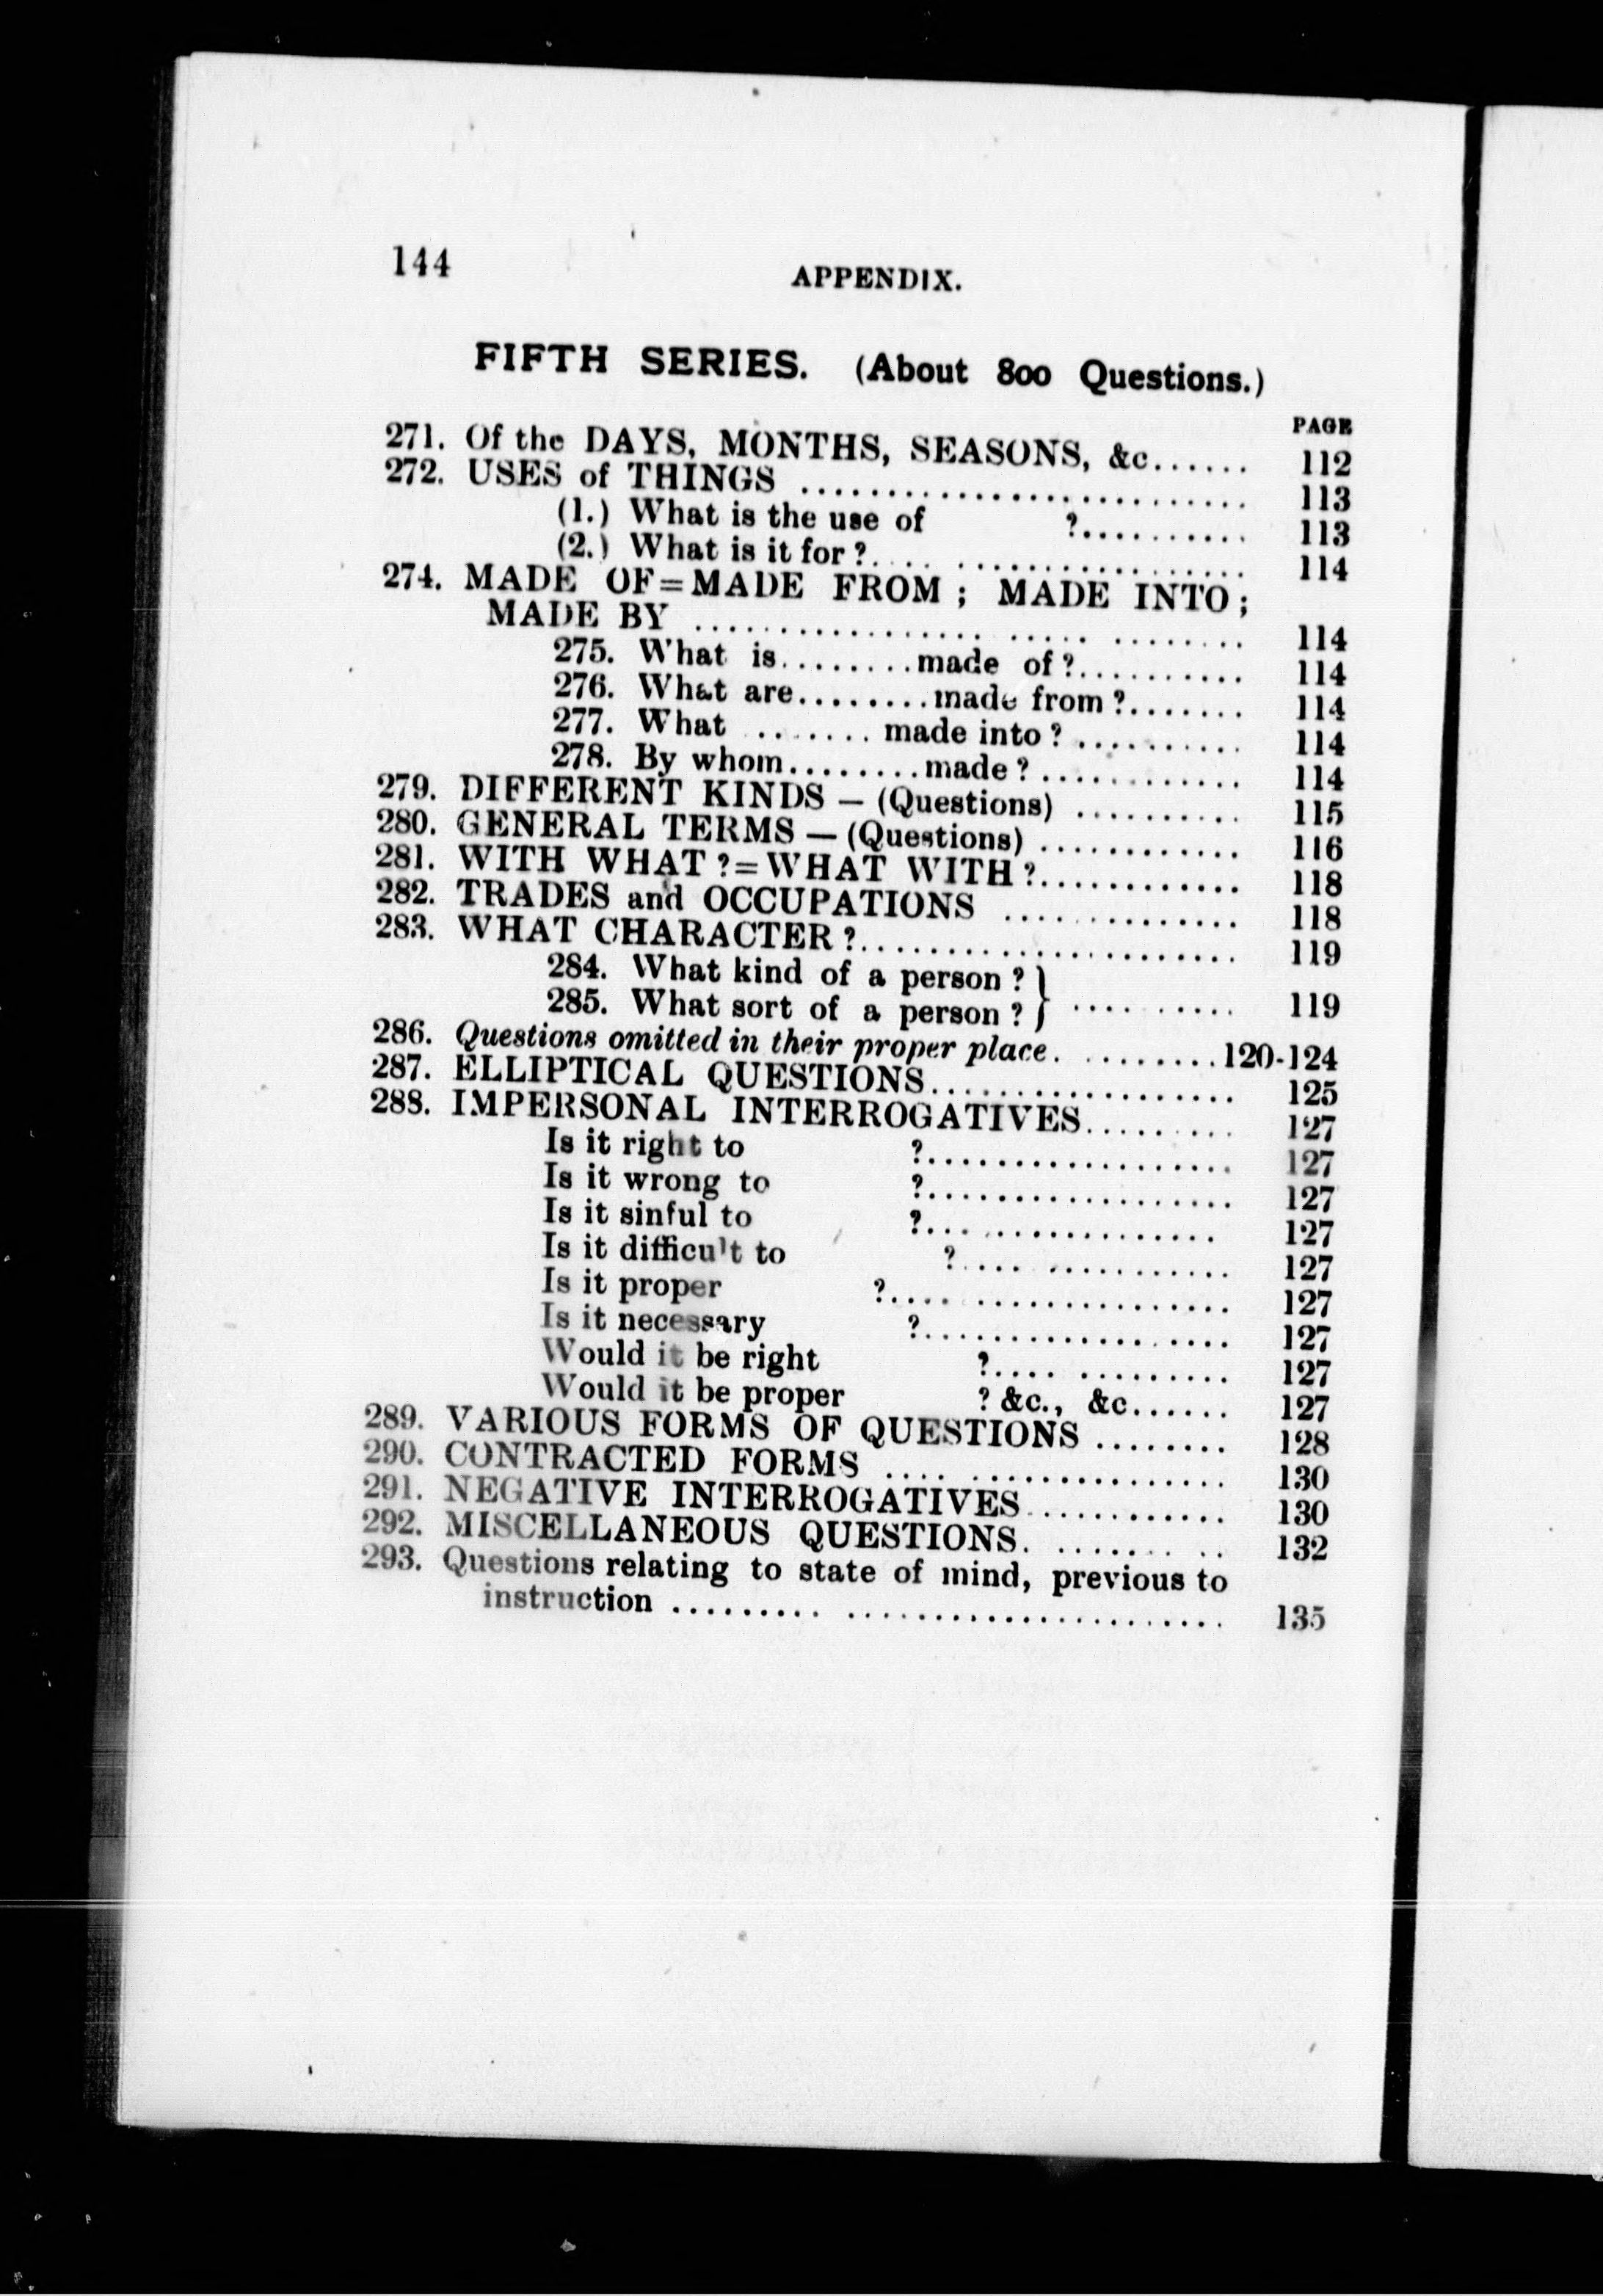 144
APPENDIX.
FIFTH SERIES. (About 800 Questions.)
PAGE
271. Of the DAYS, MONTHS, SEASONS, &c...... 112
272. USES of THINGS .......................... 113
(1.) What is the use of ?.......... 113
(2.) What is it for ?.... ................. 114
274. MADE OF=MADE FROM ; MADE INTO ;
MADE BY ................. ..... ........ 114
275. What is........made of ?.......... 114
276. What are........made from ?....... 114
277. What ....... made into ? .......... 114
278. By whom........made ? ............ 114
279. DIFFERENT KINDS — (Questions) .......... 115
280. GENERAL TERMS — (Questions) ............ 116
281. WITH WHAT ?=WHAT WITH ?............ 118
282. TRADES and OCCUPATIONS .............. 118
283. WHAT CHARACTER ?...................... 119
284. What kind of a person ? }
285. What sort of a person ? } .......... 119
286. Questions omitted in their proper place. ........120-124
287. ELLIPTICAL QUESTIONS.................. 125
288. IMPERSONAL INTERROGATIVES......... 127
Is it right to ?.................. 127
Is it wrong to ?.................. 127
Is it sinful to ?.................. 127
Is it difficult to ?.... ........... 127
Is it proper ?.... ............... 127
Is it necessary ?.................. 127
Would it be right ?.... ......... 127
Would it be proper ? &c., &c...... 127
289. VARIOUS FORMS OF QUESTIONS ........ 128
290. CONTRACTED FORMS .... ............... 130
291. NEGATIVE INTERROGATIVES............ 130
292. MISCELLANEOUS QUESTIONS. ....... .. 132
293. Questions relating to state of mind, previous to
instruction ......... ...................... 135